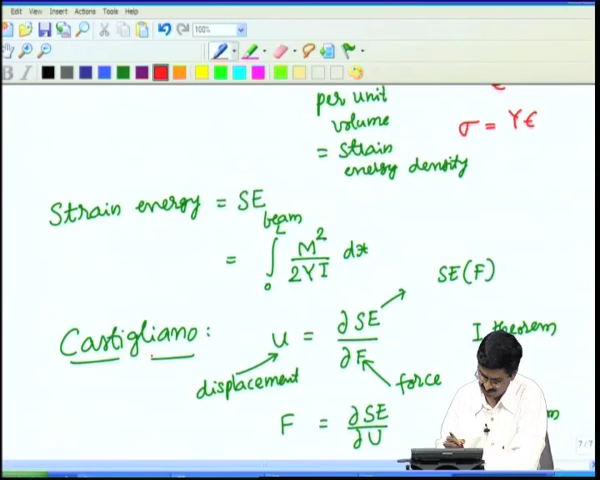 Edit View Insert Actions Tools Help
100%
per unit
volume
= strain
energy density
σ = Yϵ
Strain energy = SE
beam
= ∫₀ᴸ M²/2YI dx
SE(F)
Castigliano :
u = ∂SE/∂F
I theorem
displacement
force
F = ∂SE/∂u
7/7